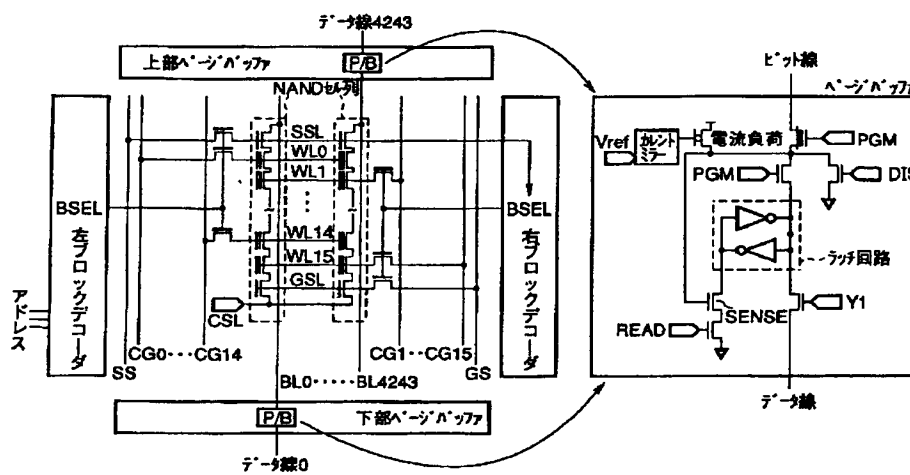 データ線4243
上部ページバッファ
P/B
NANDセル列
SSL
WL0
WL1
WL14
WL15
GSL
CSL
BSEL
左ブロックデコーダ
アドレス
BSEL
右ブロックデコーダ
SS
CG0・・・CG14
CG1・・CG15
GS
BL0・・・・・BL4243
P/B
下部ページバッファ
データ線0
ビット線
ページバッファ
Vref
カレントミラー
電流負荷
PGM
PGM
DIS
ラッチ回路
SENSE
Y1
READ
データ線